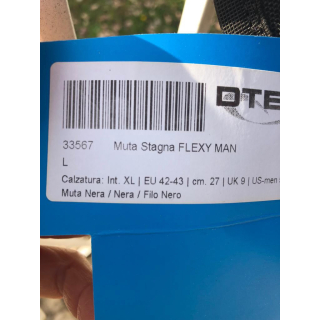 DTE
33567 Muta Stagna FLEXY MAN
L
Calzatura: Int. XL | EU 42-43 | cm. 27 | UK 9 | US-men
Muta Nera / Nera / Filo Nero